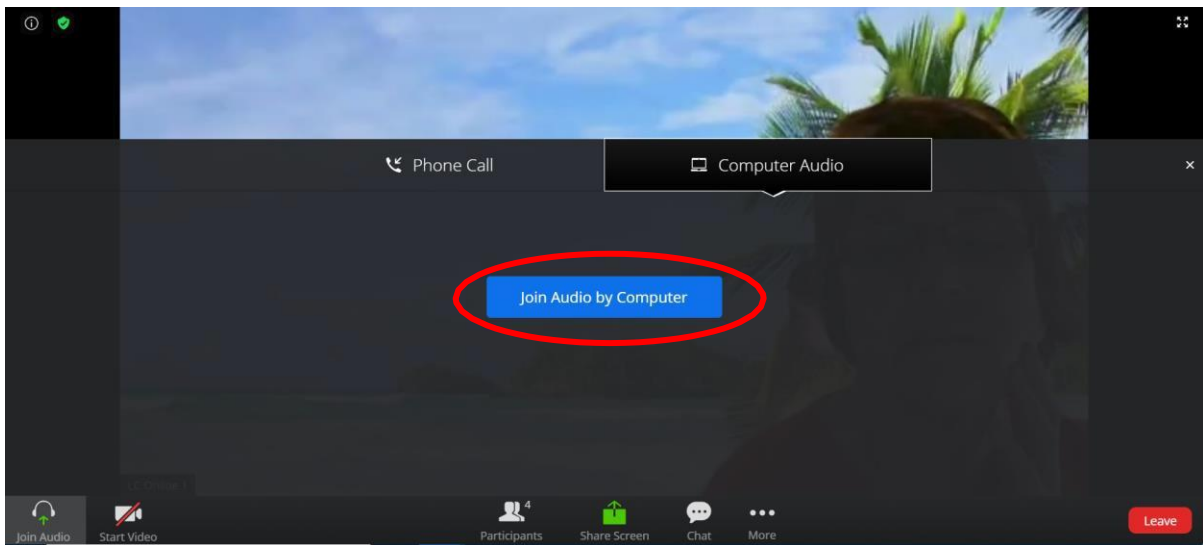 Phone Call
Computer Audio
Join Audio by Computer
4
Join Audio
Start Video
Participants
Share Screen
Chat
More
Leave